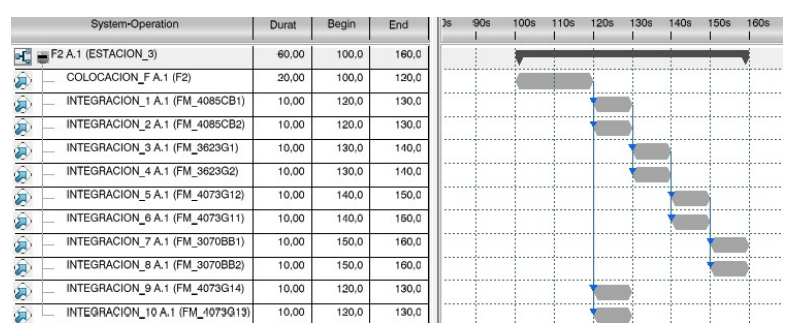 System-Operation Durat Begin End 0s 90s 100s 110s 120s 130s 140s 150s 160s
F2 A.1 (ESTACION_3) 60,00 100,0 160,0
COLOCACION_F A.1 (F2) 20,00 100,0 120,0
INTEGRACION_1 A.1 (FM_4085CB1) 10,00 120,0 130,0
INTEGRACION_2 A.1 (FM_4085CB2) 10,00 120,0 130,0
INTEGRACION_3 A.1 (FM_3623G1) 10,00 130,0 140,0
INTEGRACION_4 A.1 (FM_3623G2) 10,00 130,0 140,0
INTEGRACION_5 A.1 (FM_4073G12) 10,00 140,0 150,0
INTEGRACION_6 A.1 (FM_4073G11) 10,00 140,0 150,0
INTEGRACION_7 A.1 (FM_3070BB1) 10,00 150,0 160,0
INTEGRACION_8 A.1 (FM_3070BB2) 10,00 150,0 160,0
INTEGRACION_9 A.1 (FM_4073G14) 10,00 120,0 130,0
INTEGRACION_10 A.1 (FM_4073G13) 10,00 120,0 130,0